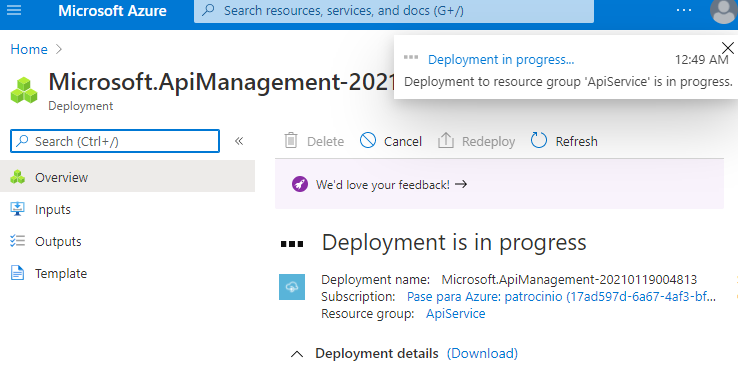 Microsoft Azure
Search resources, services, and docs (G+/)
Home
Deployment in progress...
12:49 AM
Deployment to resource group 'ApiService' is in progress.
Microsoft.ApiManagement-202
Deployment
Search (Ctrl+/)
Delete
Cancel
Redeploy
Refresh
Overview
Inputs
Outputs
Template
We'd love your feedback! →
Deployment is in progress
Deployment name: Microsoft.ApiManagement-20210119004813
Subscription: Pase para Azure: patrocinio (17ad597d-6a67-4af3-bf...
Resource group: ApiService
Deployment details (Download)